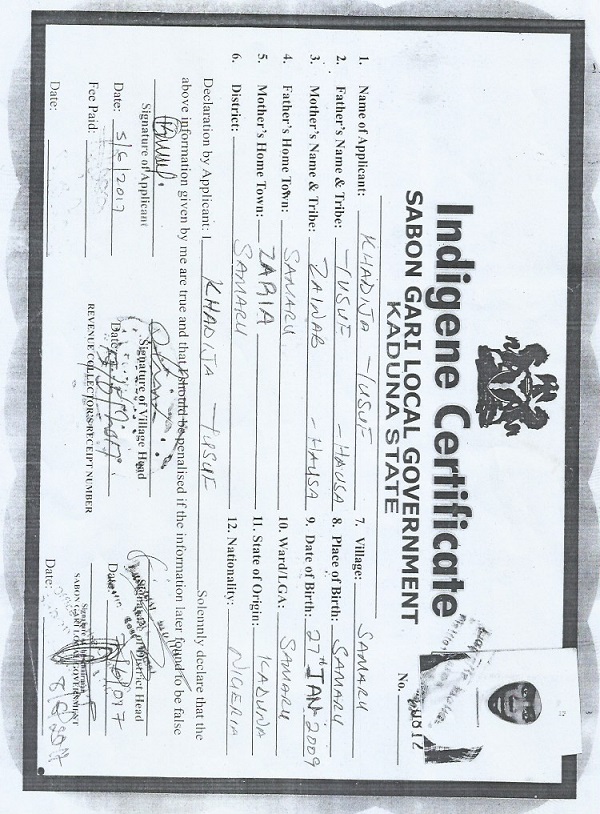 Indigene Certificate
SABON GARI LOCAL GOVERNMENT
KADUNA STATE
No.
1. Name of Applicant: KHADIJA YUSUF
2. Father's Name & Tribe: YUSUF - HAUSA
3. Mother's Name & Tribe: ZAINAB - HAUSA
4. Father's Home Town: SAMARU
5. Mother's Home Town: ZARIA
6. District: SAMARU
7. Village: SAMARU
8. Place of Birth: SAMARU
9. Date of Birth: 27th JAN 2009
10. Ward/LGA: SAMARU
11. State of Origin: KADUNA
12. Nationality: NIGERIA
Declaration by Applicant: I KHADIJA YUSUF Solemnly declare that the
above information given by me are true and that I should be penalised if the information later found to be false
Signature of Applicant
Date: 5/6/2017
Fee Paid:
Date:
Signature of Village Head
Date:
REVENUE COLLECTOR'S RECEIPT NUMBER
District Head
SABON GARI LOCAL GOVERNMENT
Date: